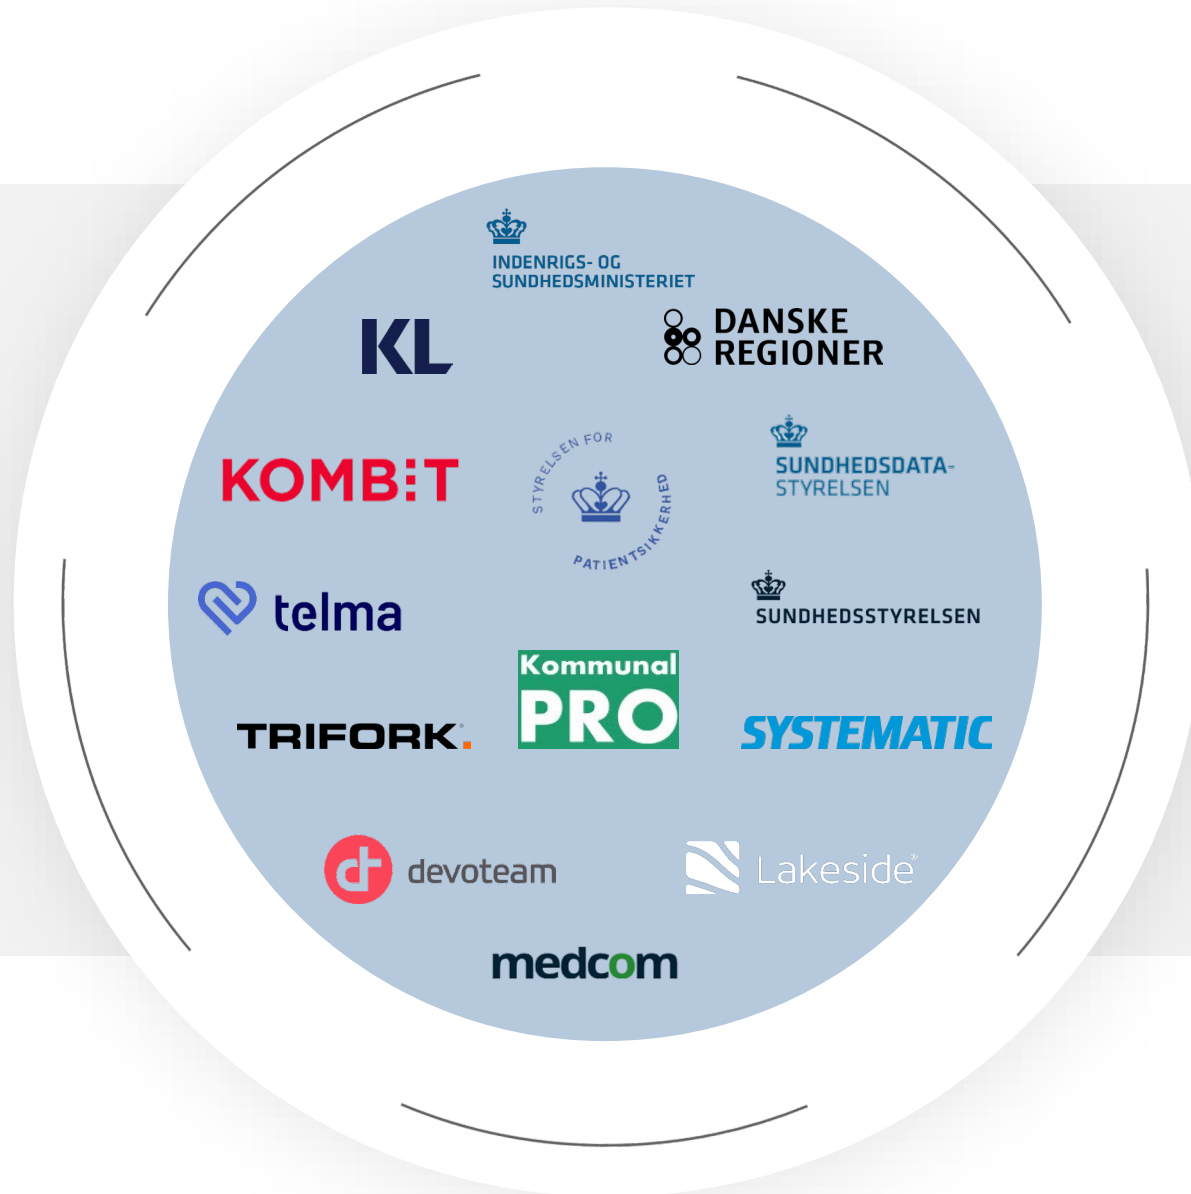 INDENRIGS- OG
SUNDHEDSMINISTERIET
KL
DANSKE
REGIONER
KOMBIT
STYRELSEN FOR
PATIENTSIKKERHED
SUNDHEDSDATA-
STYRELSEN
telma
SUNDHEDSSTYRELSEN
Kommunal
PRO
TRIFORK.
SYSTEMATIC
devoteam
Lakeside®
medcom